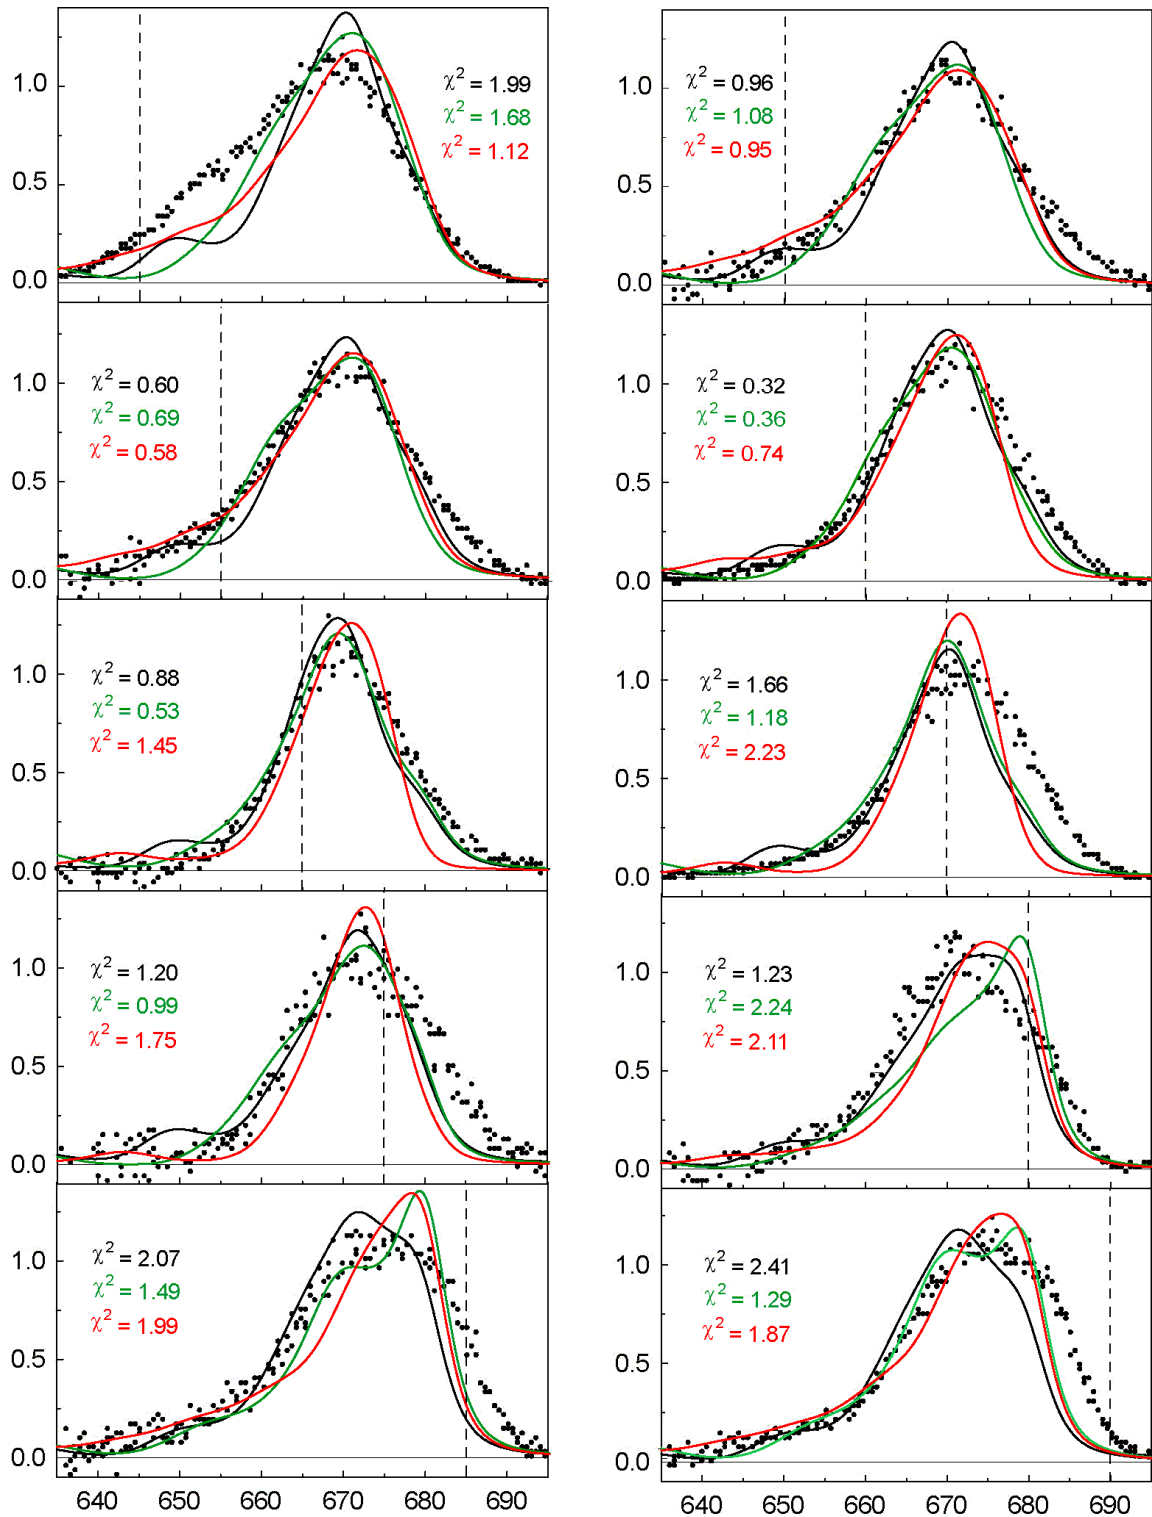 1.0
0.5
0.0
χ² = 1.99
χ² = 1.68
χ² = 1.12
1.0
0.5
0.0
χ² = 0.96
χ² = 1.08
χ² = 0.95
1.0
0.5
0.0
χ² = 0.60
χ² = 0.69
χ² = 0.58
1.0
0.5
0.0
χ² = 0.32
χ² = 0.36
χ² = 0.74
1.0
0.5
0.0
χ² = 0.88
χ² = 0.53
χ² = 1.45
1.0
0.5
0.0
χ² = 1.66
χ² = 1.18
χ² = 2.23
1.0
0.5
0.0
χ² = 1.20
χ² = 0.99
χ² = 1.75
1.0
0.5
0.0
χ² = 1.23
χ² = 2.24
χ² = 2.11
1.0
0.5
0.0
χ² = 2.07
χ² = 1.49
χ² = 1.99
640 650 660 670 680 690
1.0
0.5
0.0
χ² = 2.41
χ² = 1.29
χ² = 1.87
640 650 660 670 680 690